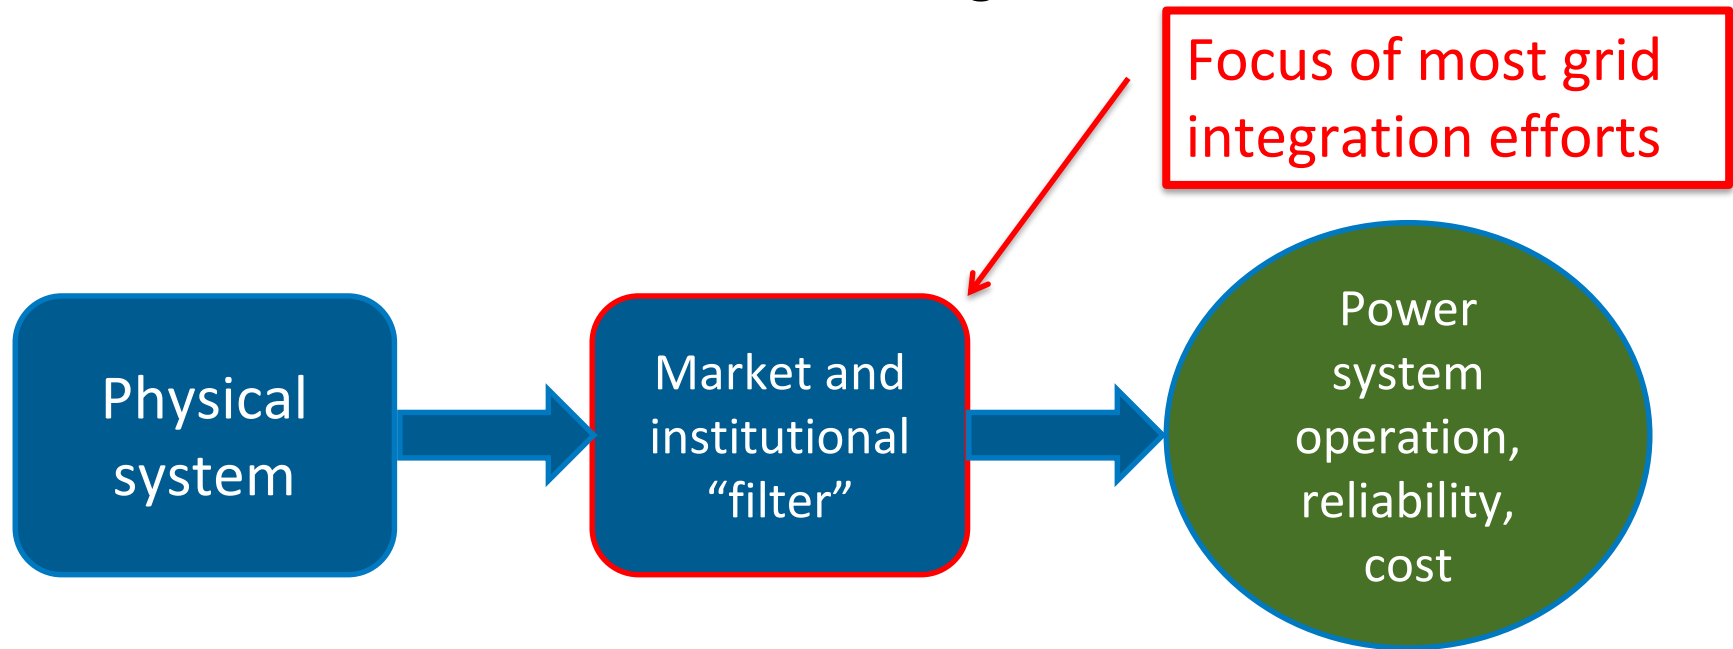 Focus of most grid
integration efforts
Physical
system
Market and
institutional
“filter”
Power
system
operation,
reliability,
cost